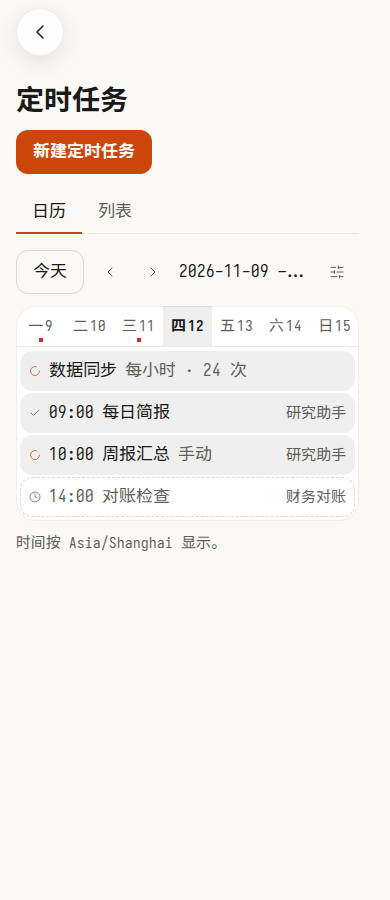 定时任务
新建定时任务
日历 列表
今天 2026-11-09 –...
一9 二10 三11 四12 五13 六14 日15
数据同步 每小时 · 24 次
09:00 每日简报 研究助手
10:00 周报汇总 手动 研究助手
14:00 对账检查 财务对账
时间按 Asia/Shanghai 显示。